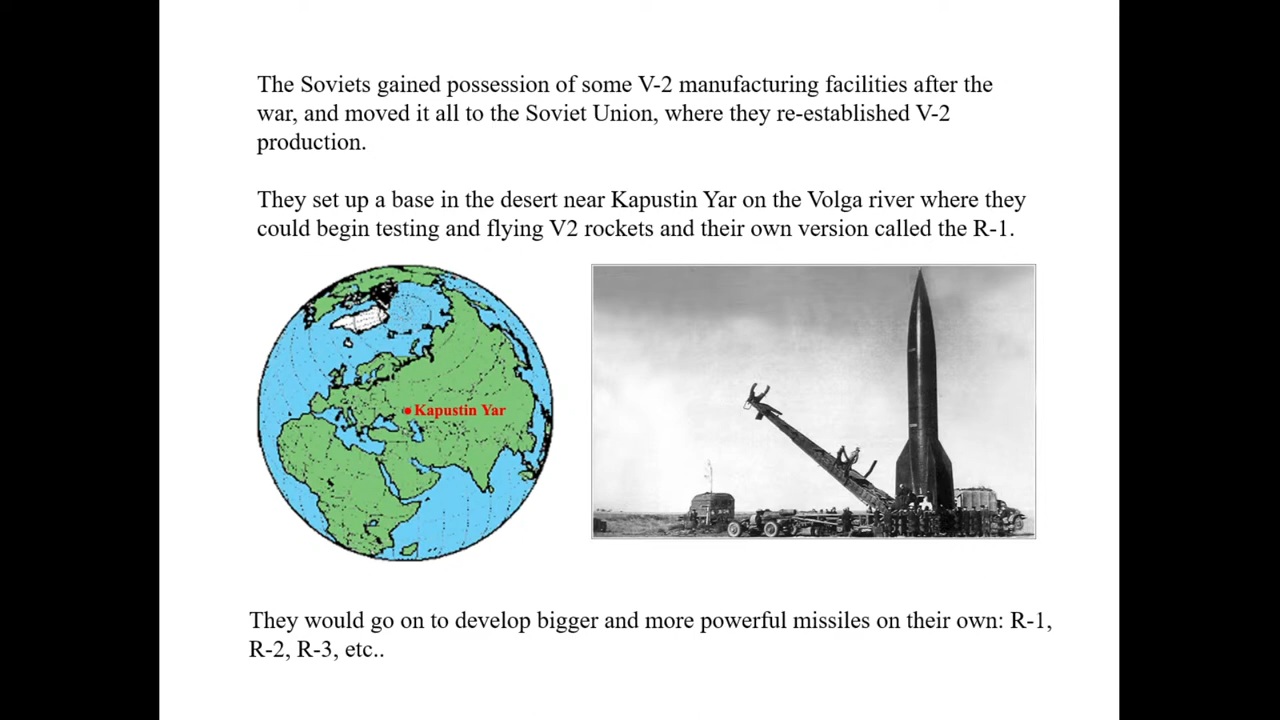 The Soviets gained possession of some V-2 manufacturing facilities after the
war, and moved it all to the Soviet Union, where they re-established V-2
production.
They set up a base in the desert near Kapustin Yar on the Volga river where they
could begin testing and flying V2 rockets and their own version called the R-1.
Kapustin Yar
They would go on to develop bigger and more powerful missiles on their own: R-1,
R-2, R-3, etc..